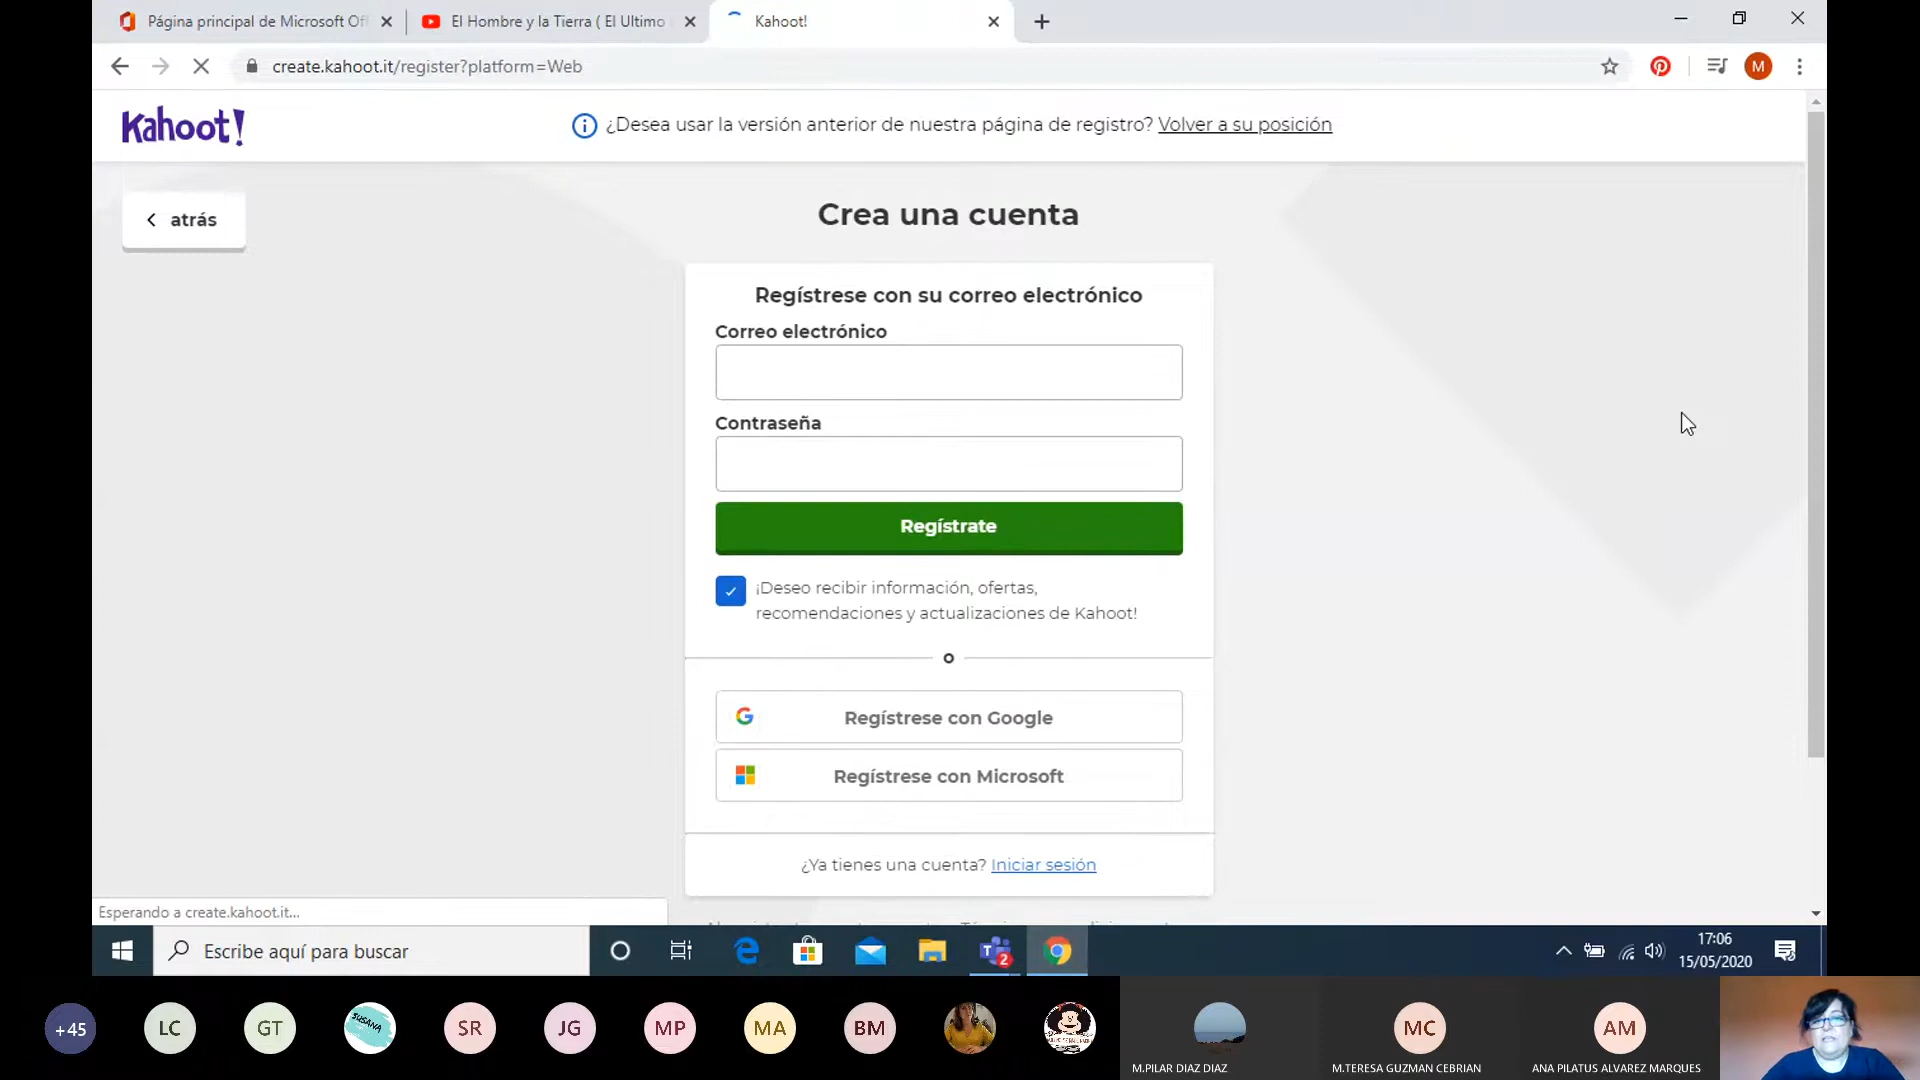 Página principal de Microsoft Of
El Hombre y la Tierra ( El Ultimo
Kahoot!
create.kahoot.it/register?platform=Web
M
Kahoot!
¿Desea usar la versión anterior de nuestra página de registro? Volver a su posición
atrás
Crea una cuenta
Regístrese con su correo electrónico
Correo electrónico
Contraseña
Regístrate
¡Deseo recibir información, ofertas,
recomendaciones y actualizaciones de Kahoot!
o
Regístrese con Google
Regístrese con Microsoft
¿Ya tienes una cuenta? Iniciar sesión
Esperando a create.kahoot.it...
Escribe aquí para buscar
2
17:06
15/05/2020
+45
LC
GT
SUSANA
SR
JG
MP
MA
BM
MC
AM
M.PILAR DIAZ DIAZ
M.TERESA GUZMAN CEBRIAN
ANA PILATUS ALVAREZ MARQUES